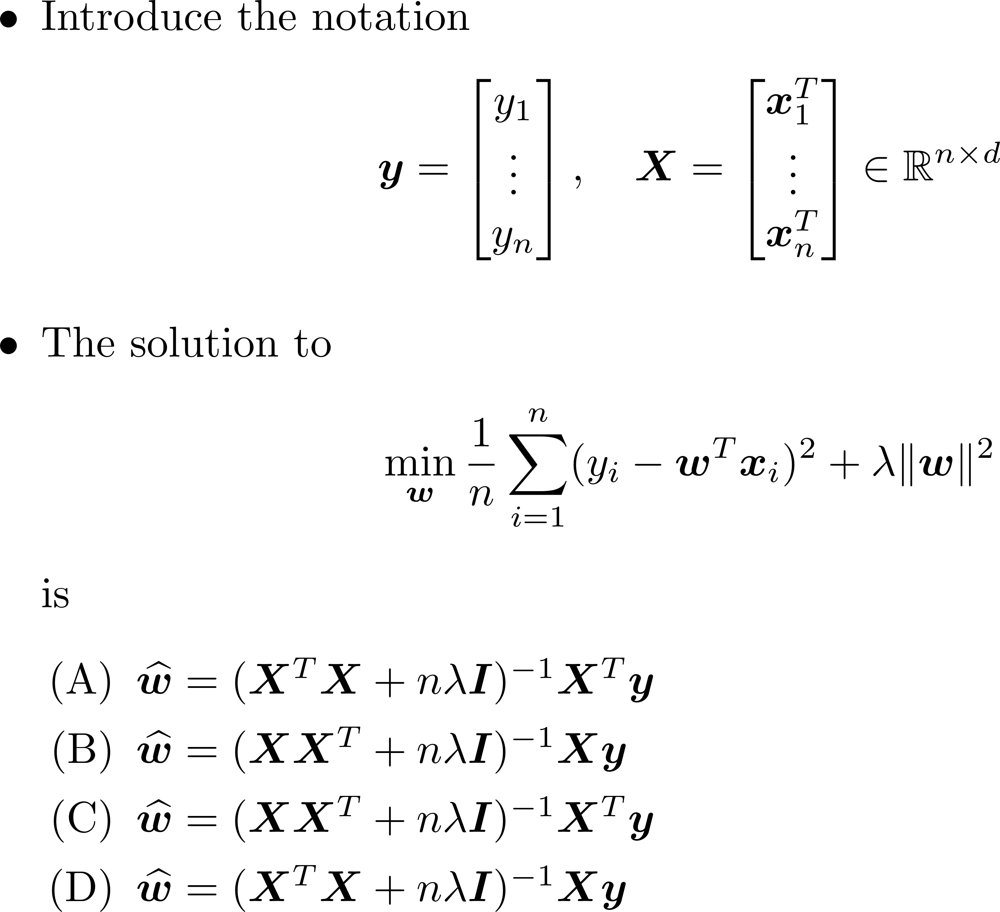 • Introduce the notation
$$\boldsymbol{y} = \begin{bmatrix} y_1 \\ \vdots \\ y_n \end{bmatrix}, \quad \boldsymbol{X} = \begin{bmatrix} \boldsymbol{x}_1^T \\ \vdots \\ \boldsymbol{x}_n^T \end{bmatrix} \in \mathbb{R}^{n \times d}$$
• The solution to
$$\min_{\boldsymbol{w}} \frac{1}{n} \sum_{i=1}^{n} (y_i - \boldsymbol{w}^T \boldsymbol{x}_i)^2 + \lambda \|\boldsymbol{w}\|^2$$
is
(A) $\widehat{\boldsymbol{w}} = (\boldsymbol{X}^T \boldsymbol{X} + n\lambda \boldsymbol{I})^{-1} \boldsymbol{X}^T \boldsymbol{y}$
(B) $\widehat{\boldsymbol{w}} = (\boldsymbol{X} \boldsymbol{X}^T + n\lambda \boldsymbol{I})^{-1} \boldsymbol{X} \boldsymbol{y}$
(C) $\widehat{\boldsymbol{w}} = (\boldsymbol{X} \boldsymbol{X}^T + n\lambda \boldsymbol{I})^{-1} \boldsymbol{X}^T \boldsymbol{y}$
(D) $\widehat{\boldsymbol{w}} = (\boldsymbol{X}^T \boldsymbol{X} + n\lambda \boldsymbol{I})^{-1} \boldsymbol{X} \boldsymbol{y}$